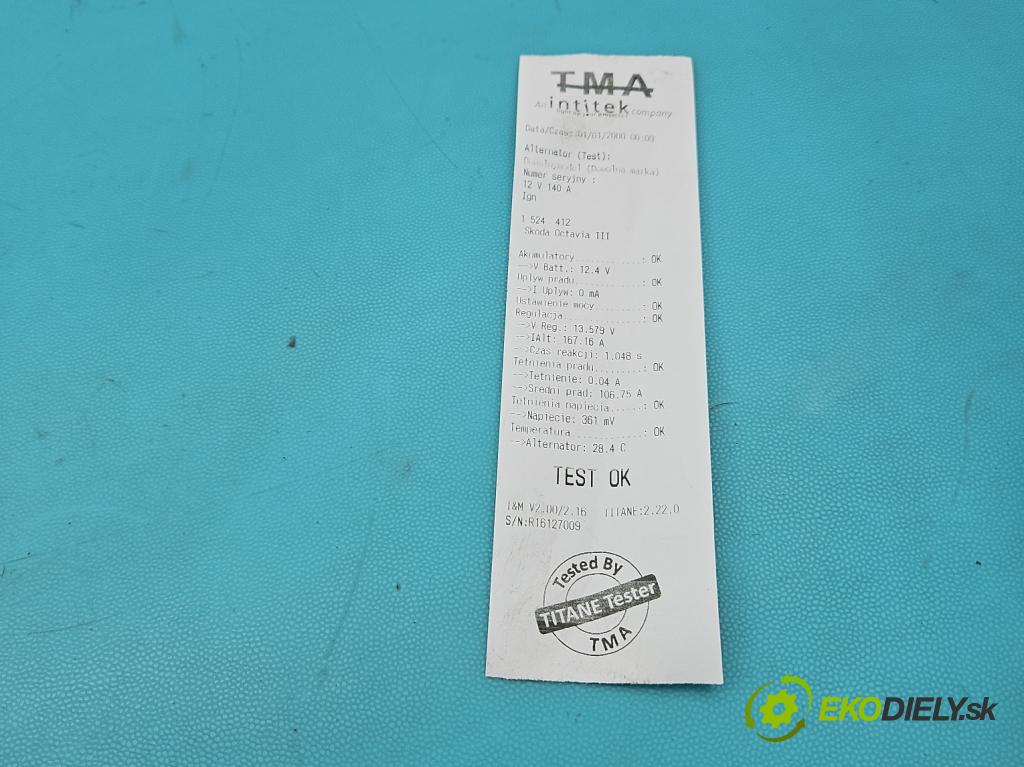 TMA
An intitek company
Data/Czas:01/01/2000 00:09
Alternator (Test):
(Dowolna marka)
Numer seryjny :
12 V 140 A
Ign
1 524 412
Skoda Octavia III
Akumulatory.............: OK
-->V Batt.: 12.4 V
Uplyw pradu.............: OK
-->I Uplyw: 0 mA
Ustawienie mocy.........: OK
Regulacja...............: OK
-->V Reg.: 13.579 V
-->IAlt: 167.16 A
-->Czas reakcji: 1.048 s
Tetnienia pradu.........: OK
-->Tetnienie: 0.04 A
-->Sredni prad: 106.75 A
Tetnienia napiecia......: OK
-->Napiecie: 361 mV
Temperatura.............: OK
-->Alternator: 28.4 C
TEST OK
I&M V2.00/2.16 TITANE:2.22.0
S/N:R16127009
Tested By
TITANE Tester
TMA
EKODIELY.sk